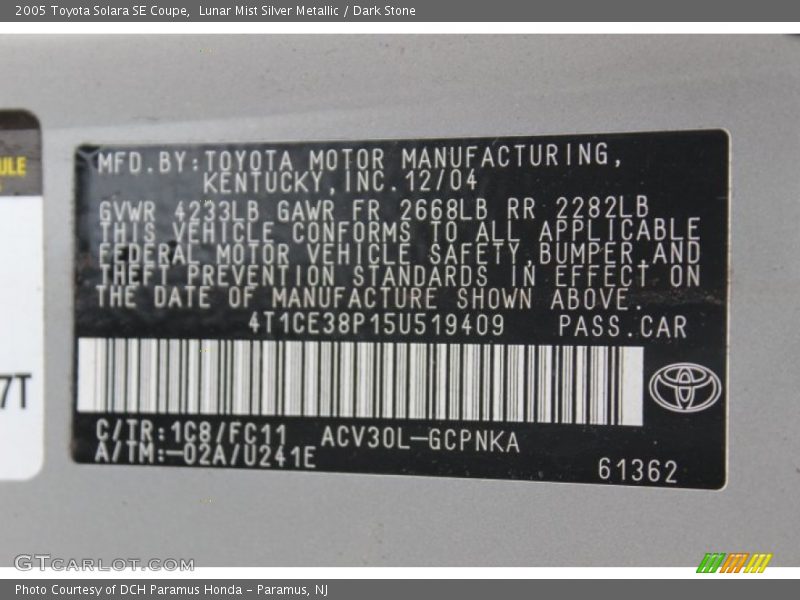 2005 Toyota Solara SE Coupe,  Lunar Mist Silver Metallic / Dark Stone
ULE
7T
MFD.BY:TOYOTA MOTOR MANUFACTURING,
KENTUCKY,INC.12/04
GVWR 4233LB GAWR FR 2668LB RR 2282LB
THIS VEHICLE CONFORMS TO ALL APPLICABLE
FEDERAL MOTOR VEHICLE SAFETY,BUMPER,AND
THEFT PREVENTION STANDARDS IN EFFECT ON
THE DATE OF MANUFACTURE SHOWN ABOVE.
4T1CE38P15U519409 PASS.CAR
C/TR:1C8/FC11 ACV30L-GCPNKA
A/TM:-02A/U241E
61362
GTCARLOT.COM
Photo Courtesy of DCH Paramus Honda - Paramus, NJ